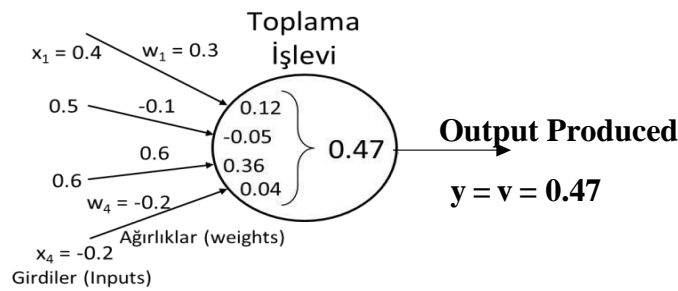 Toplama
İşlevi
x₁ = 0.4
w₁ = 0.3
0.5
-0.1
0.6
0.6
w₄ = -0.2
x₄ = -0.2
Ağırlıklar (weights)
Girdiler (Inputs)
0.12
-0.05
0.36
0.04
0.47
Output Produced
y = v = 0.47